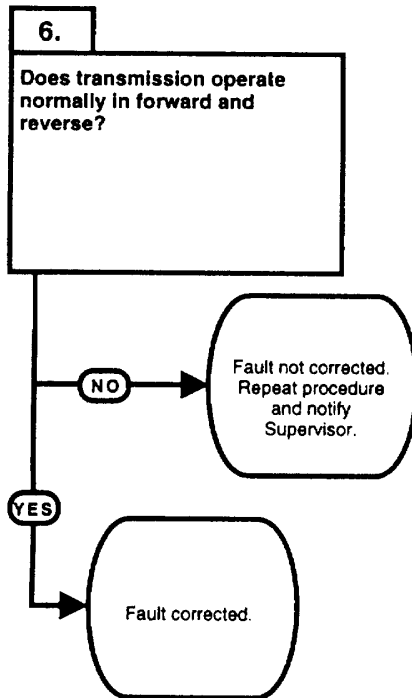 6.
Does transmission operate
normally in forward and
reverse?
NO
Fault not corrected.
Repeat procedure
and notify
Supervisor.
YES
Fault corrected.